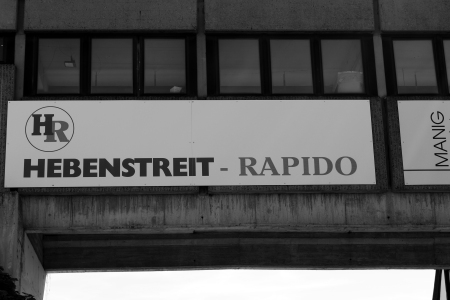 HR
HEBENSTREIT - RAPIDO
MANIG